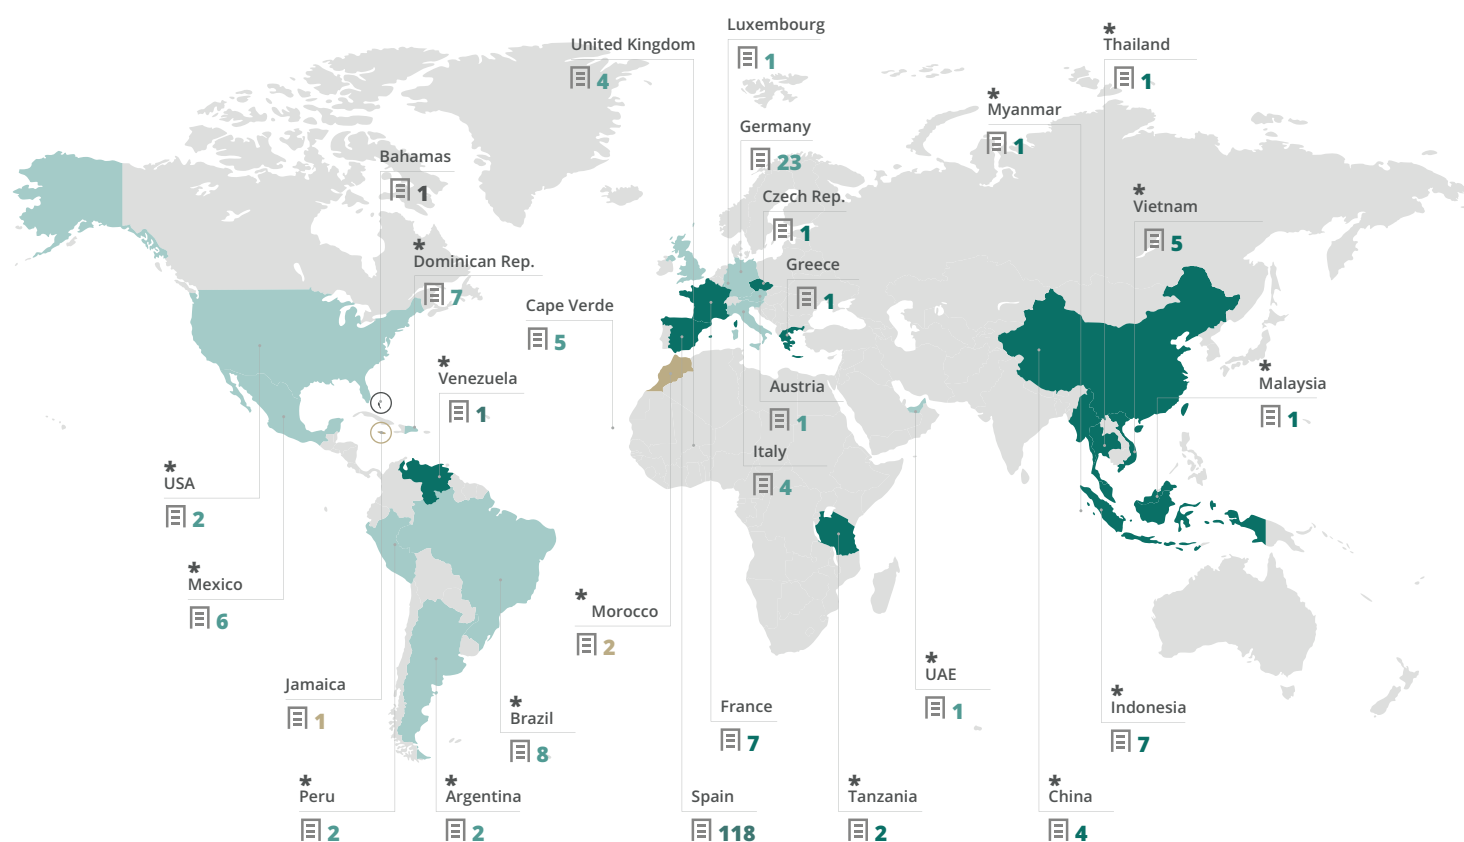 Luxembourg
1
United Kingdom
4
*
Thailand
1
*
Myanmar
1
Germany
23
Bahamas
1
Czech Rep.
1
*
Vietnam
5
*
Dominican Rep.
7
Greece
1
Cape Verde
5
*
Venezuela
1
Austria
1
*
Malaysia
1
Italy
4
*
USA
2
*
Mexico
6
*
Morocco
2
Jamaica
1
*
Brazil
8
France
7
*
UAE
1
*
Indonesia
7
*
Peru
2
*
Argentina
2
Spain
118
*
Tanzania
2
*
China
4